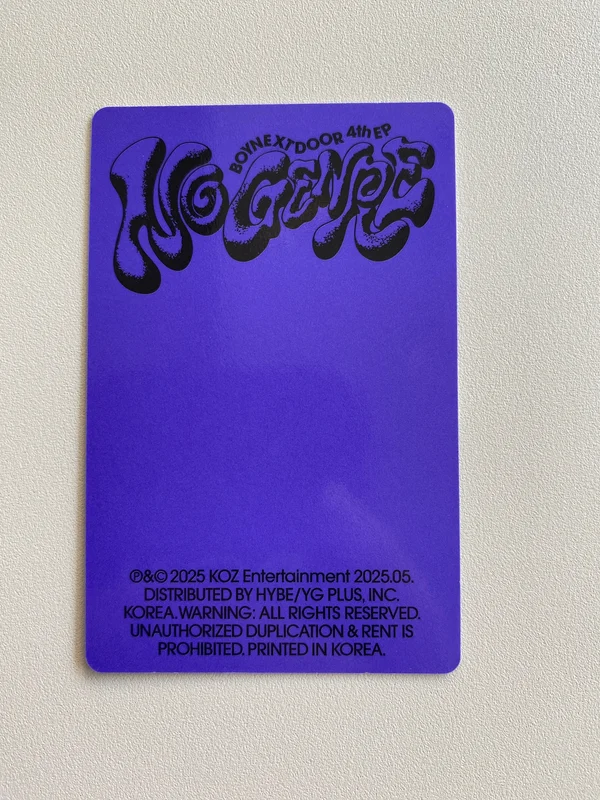 BOYNEXTDOOR 4th EP
NO GENRE
℗&© 2025 KOZ Entertainment 2025.05.
DISTRIBUTED BY HYBE/YG PLUS, INC.
KOREA. WARNING: ALL RIGHTS RESERVED.
UNAUTHORIZED DUPLICATION & RENT IS
PROHIBITED. PRINTED IN KOREA.